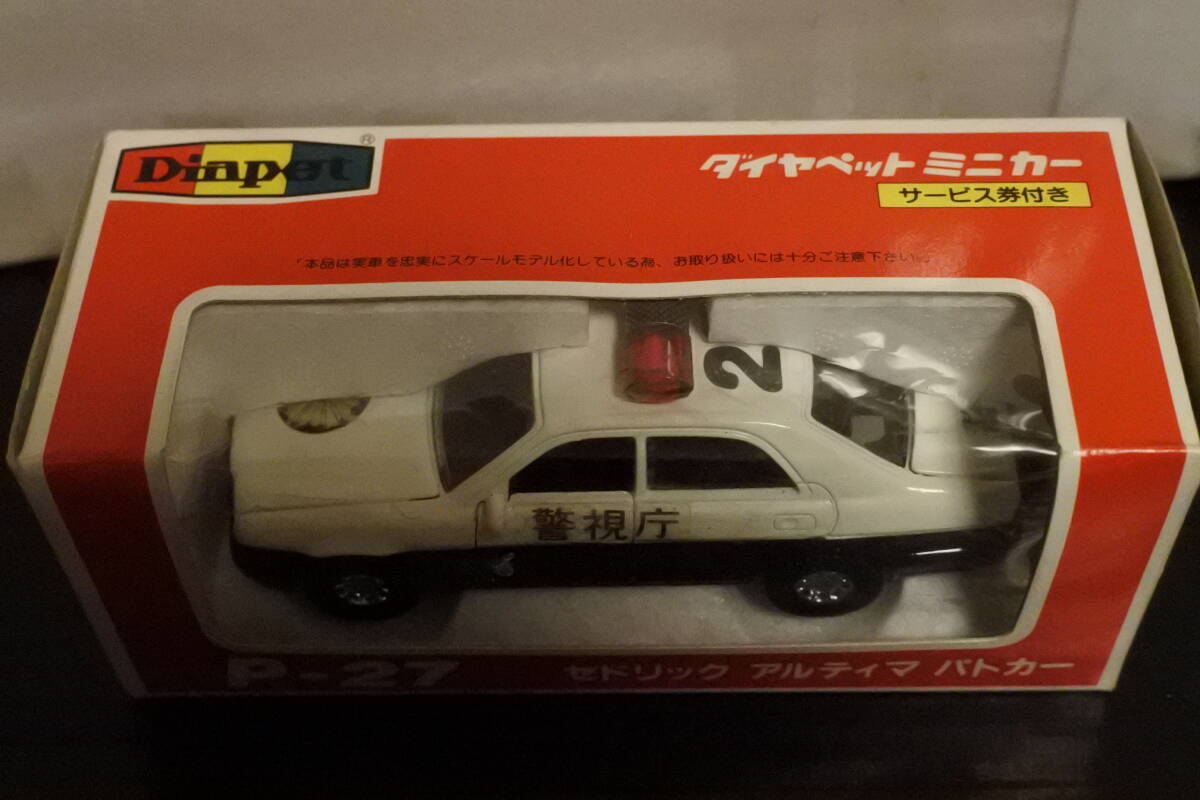 Diapet®
ダイヤペット ミニカー
サービス券付き
「本品は実車を忠実にスケールモデル化している為、お取り扱いには十分ご注意下さい。」
2
警視庁
P-27
セドリック アルティマ パトカー